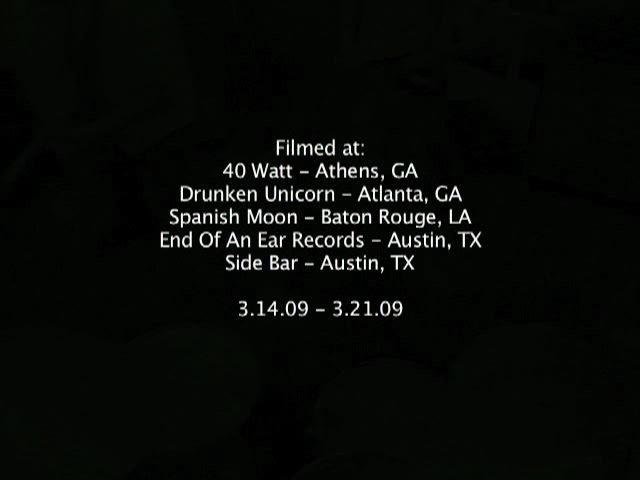 Filmed at:
40 Watt – Athens, GA
Drunken Unicorn – Atlanta, GA
Spanish Moon – Baton Rouge, LA
End Of An Ear Records – Austin, TX
Side Bar – Austin, TX
3.14.09 – 3.21.09